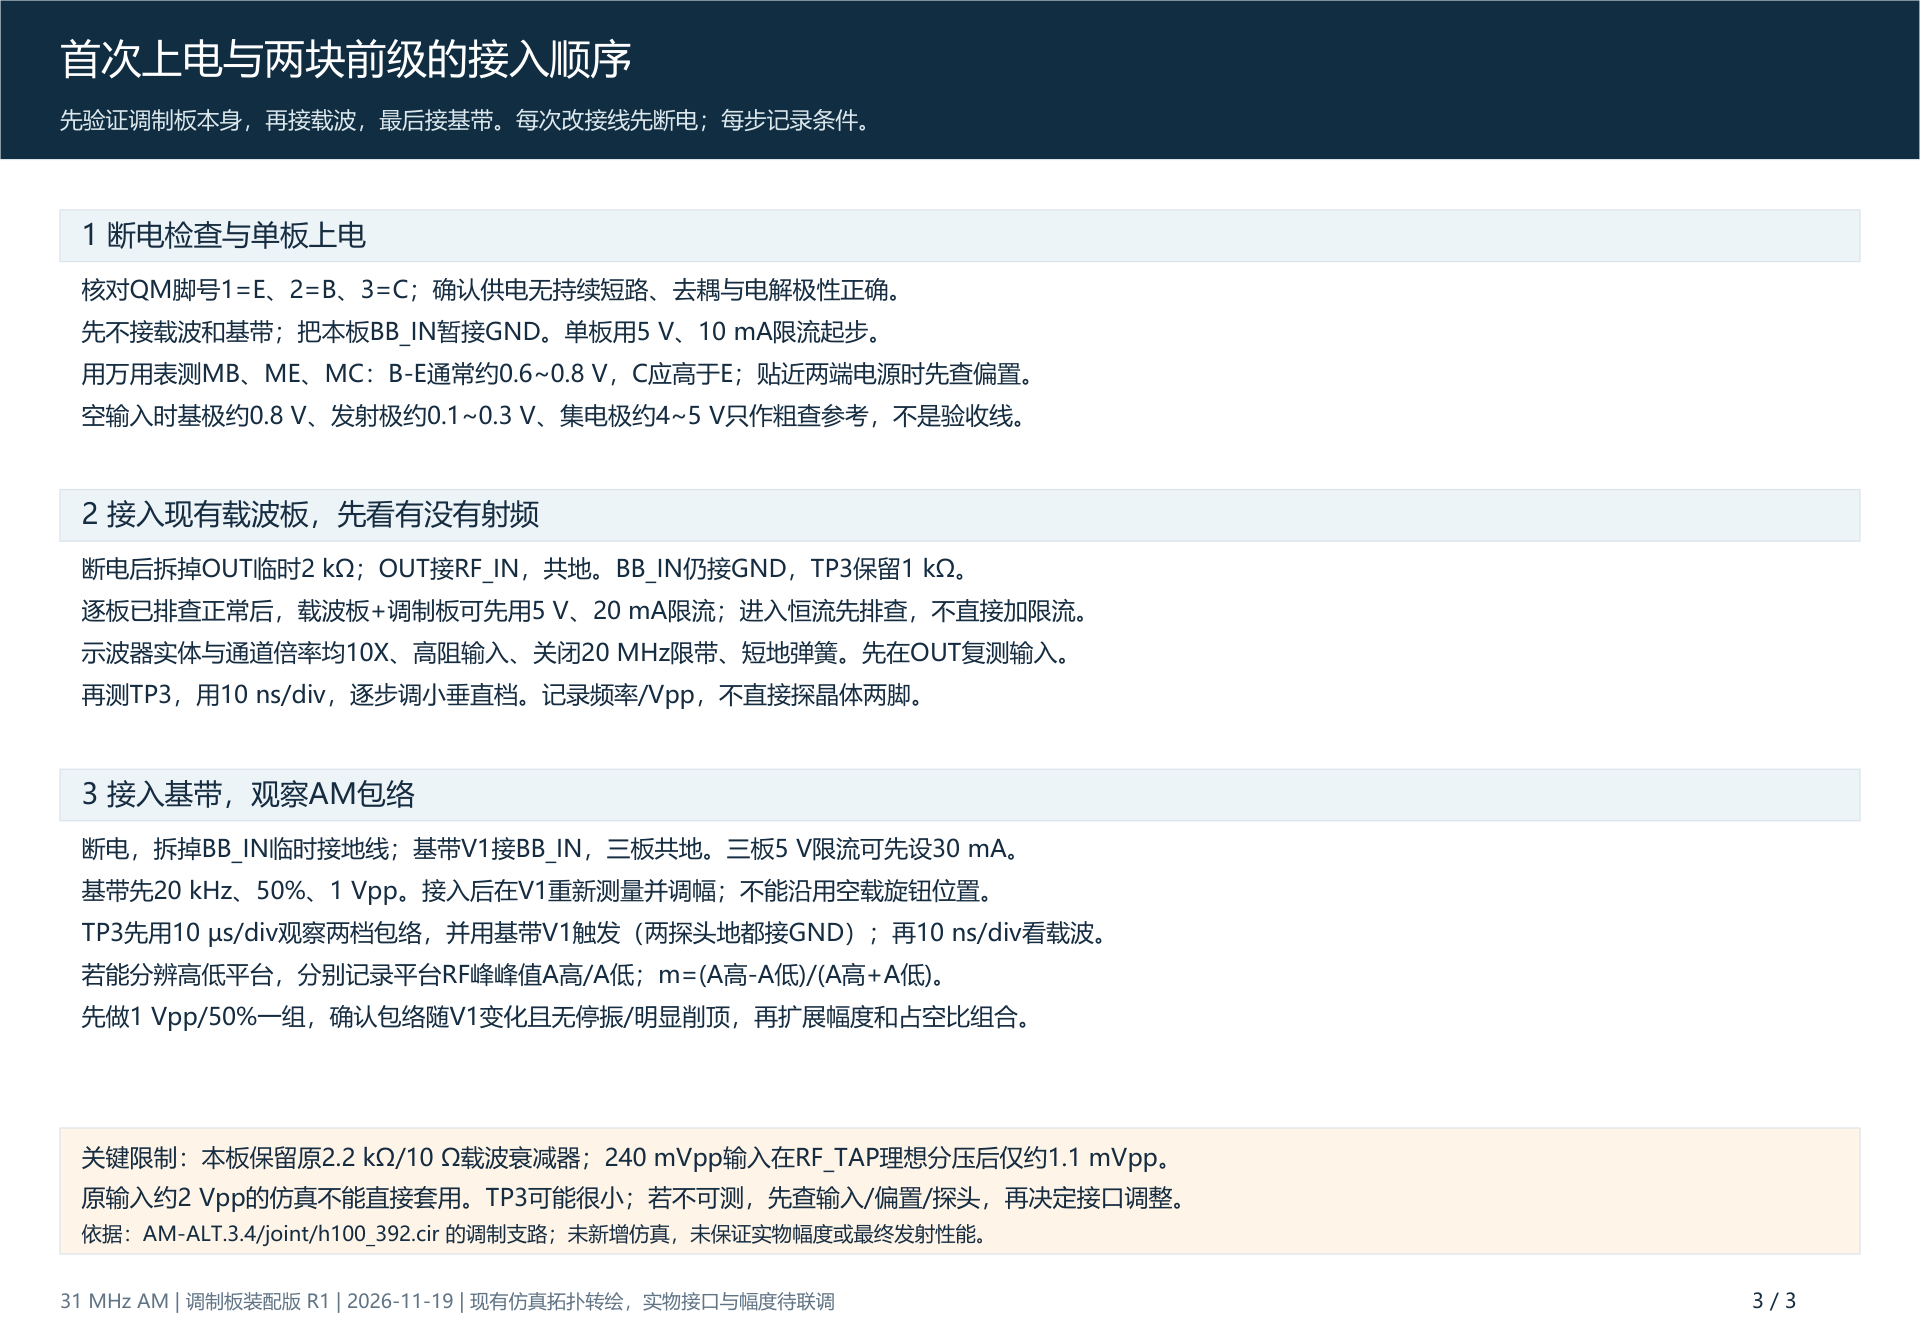 首次上电与两块前级的接入顺序
先验证调制板本身，再接载波，最后接基带。每次改接线先断电；每步记录条件。
1 断电检查与单板上电
核对QM脚号1=E、2=B、3=C；确认供电无持续短路、去耦与电解极性正确。
先不接载波和基带；把本板BB_IN暂接GND。单板用5 V、10 mA限流起步。
用万用表测MB、ME、MC：B-E通常约0.6~0.8 V，C应高于E；贴近两端电源时先查偏置。
空输入时基极约0.8 V、发射极约0.1~0.3 V、集电极约4~5 V只作粗查参考，不是验收线。
2 接入现有载波板，先看有没有射频
断电后拆掉OUT临时2 kΩ；OUT接RF_IN，共地。BB_IN仍接GND，TP3保留1 kΩ。
逐板已排查正常后，载波板+调制板可先用5 V、20 mA限流；进入恒流先排查，不直接加限流。
示波器实体与通道倍率均10X、高阻输入、关闭20 MHz限带、短地弹簧。先在OUT复测输入。
再测TP3，用10 ns/div，逐步调小垂直档。记录频率/Vpp，不直接探晶体两脚。
3 接入基带，观察AM包络
断电，拆掉BB_IN临时接地线；基带V1接BB_IN，三板共地。三板5 V限流可先设30 mA。
基带先20 kHz、50%、1 Vpp。接入后在V1重新测量并调幅；不能沿用空载旋钮位置。
TP3先用10 μs/div观察两档包络，并用基带V1触发（两探头地都接GND）；再10 ns/div看载波。
若能分辨高低平台，分别记录平台RF峰峰值A高/A低；m=(A高-A低)/(A高+A低)。
先做1 Vpp/50%一组，确认包络随V1变化且无停振/明显削顶，再扩展幅度和占空比组合。
关键限制：本板保留原2.2 kΩ/10 Ω载波衰减器；240 mVpp输入在RF_TAP理想分压后仅约1.1 mVpp。
原输入约2 Vpp的仿真不能直接套用。TP3可能很小；若不可测，先查输入/偏置/探头，再决定接口调整。
依据：AM-ALT.3.4/joint/h100_392.cir 的调制支路；未新增仿真，未保证实物幅度或最终发射性能。
31 MHz AM | 调制板装配版 R1 | 2026-11-19 | 现有仿真拓扑转绘，实物接口与幅度待联调
3 / 3